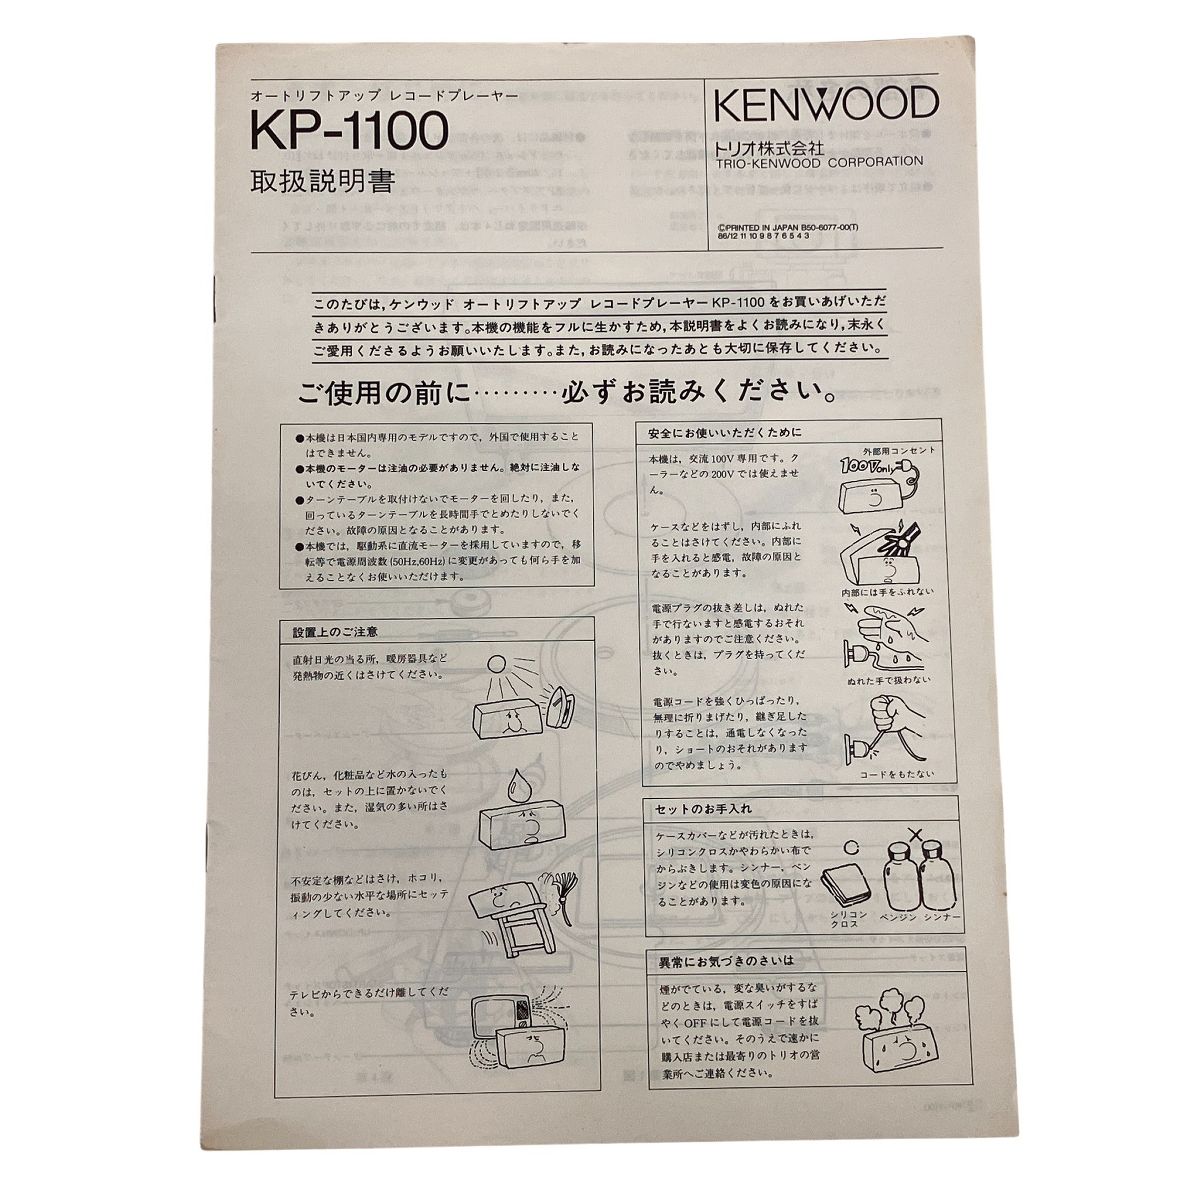 オートリフトアップ レコードプレーヤー
KP-1100
取扱説明書
KENWOOD
トリオ株式会社
TRIO-KENWOOD CORPORATION
©PRINTED IN JAPAN B50-6077-00(T)
86/12 11 10 9 8 7 6 5 4 3
このたびは,ケンウッド オートリフトアップ レコードプレーヤーKP-1100をお買いあげいただ
きありがとうございます。本機の機能をフルに生かすため,本説明書をよくお読みになり,末永く
ご愛用くださるようお願いいたします。また,お読みになったあとも大切に保存してください。
ご使用の前に………必ずお読みください。
●本機は日本国内専用のモデルですので，外国で使用すること
はできません。
●本機のモーターは注油の必要がありません。絶対に注油しな
いでください。
●ターンテーブルを取付けないでモーターを回したり，また，
回っているターンテーブルを長時間手でとめたりしないでく
ださい。故障の原因となることがあります。
●本機では，駆動系に直流モーターを採用していますので，移
転等で電源周波数(50Hz,60Hz)に変更があっても何ら手を加
えることなくお使いいただけます。
設置上のご注意
直射日光の当る所，暖房器具など
発熱物の近くはさけてください。
花びん，化粧品など水の入ったも
のは，セットの上に置かないでく
ださい。また，湿気の多い所はさ
けてください。
不安定な棚などはさけ，ホコリ，
振動の少ない水平な場所にセッテ
ィングしてください。
テレビからできるだけ離してくだ
さい。
安全にお使いいただくために
本機は，交流100V専用です。ク
ーラーなどの200Vでは使えませ
ん。
外部用コンセント
100V only
ケースなどをはずし，内部にふれ
ることはさけてください。内部に
手を入れると感電，故障の原因と
なることがあります。
内部には手をふれない
電源プラグの抜き差しは，ぬれた
手で行ないますと感電するおそれ
がありますのでご注意ください。
抜くときは，プラグを持ってくだ
さい。
ぬれた手で扱わない
電源コードを強くひっぱったり，
無理に折りまげたり，継ぎ足した
りすることは，通電しなくなった
り，ショートのおそれがあります
のでやめましょう。
コードをもたない
セットのお手入れ
ケースカバーなどが汚れたときは，
シリコンクロスかやわらかい布で
からぶきします。シンナー，ベン
ジンなどの使用は変色の原因にな
ることがあります。
シリコン
クロス
ベンジン シンナー
異常にお気づきのさいは
煙がでている，変な臭いがするな
どのときは，電源スイッチをすば
やくOFFにして電源コードを抜
いてください。そのうえで速かに
購入店または最寄りのトリオの営
業所へご連絡ください。